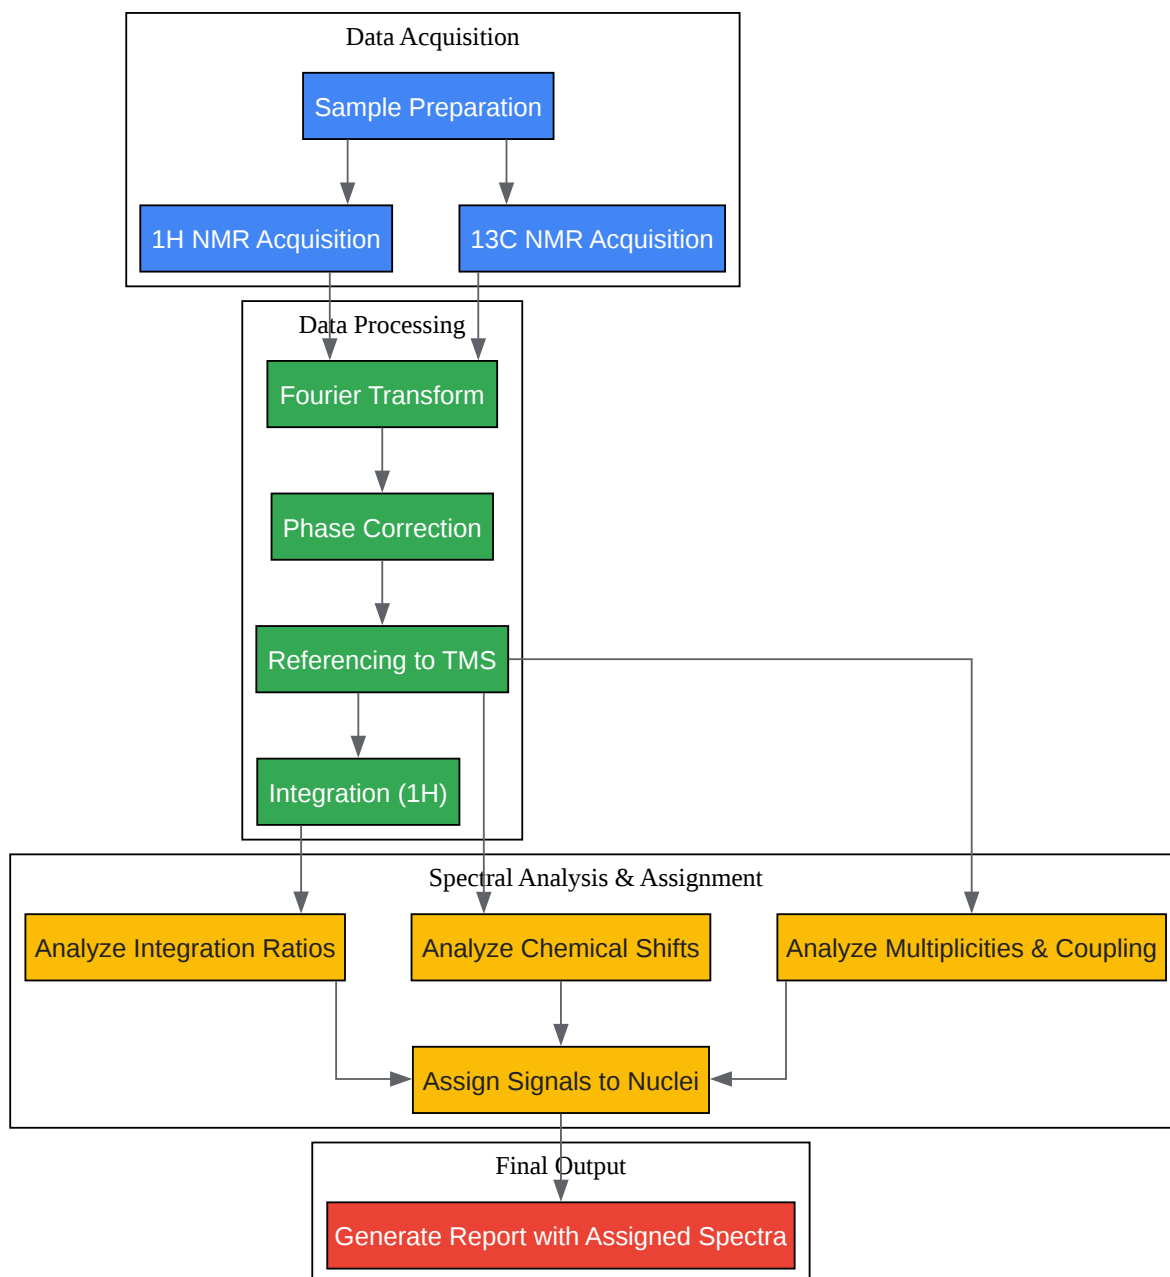 Data Acquisition
Sample Preparation
1H NMR Acquisition
13C NMR Acquisition
Data Processing
Fourier Transform
Phase Correction
Referencing to TMS
Integration (1H)
Spectral Analysis & Assignment
Analyze Integration Ratios
Analyze Chemical Shifts
Analyze Multiplicities & Coupling
Assign Signals to Nuclei
Final Output
Generate Report with Assigned Spectra